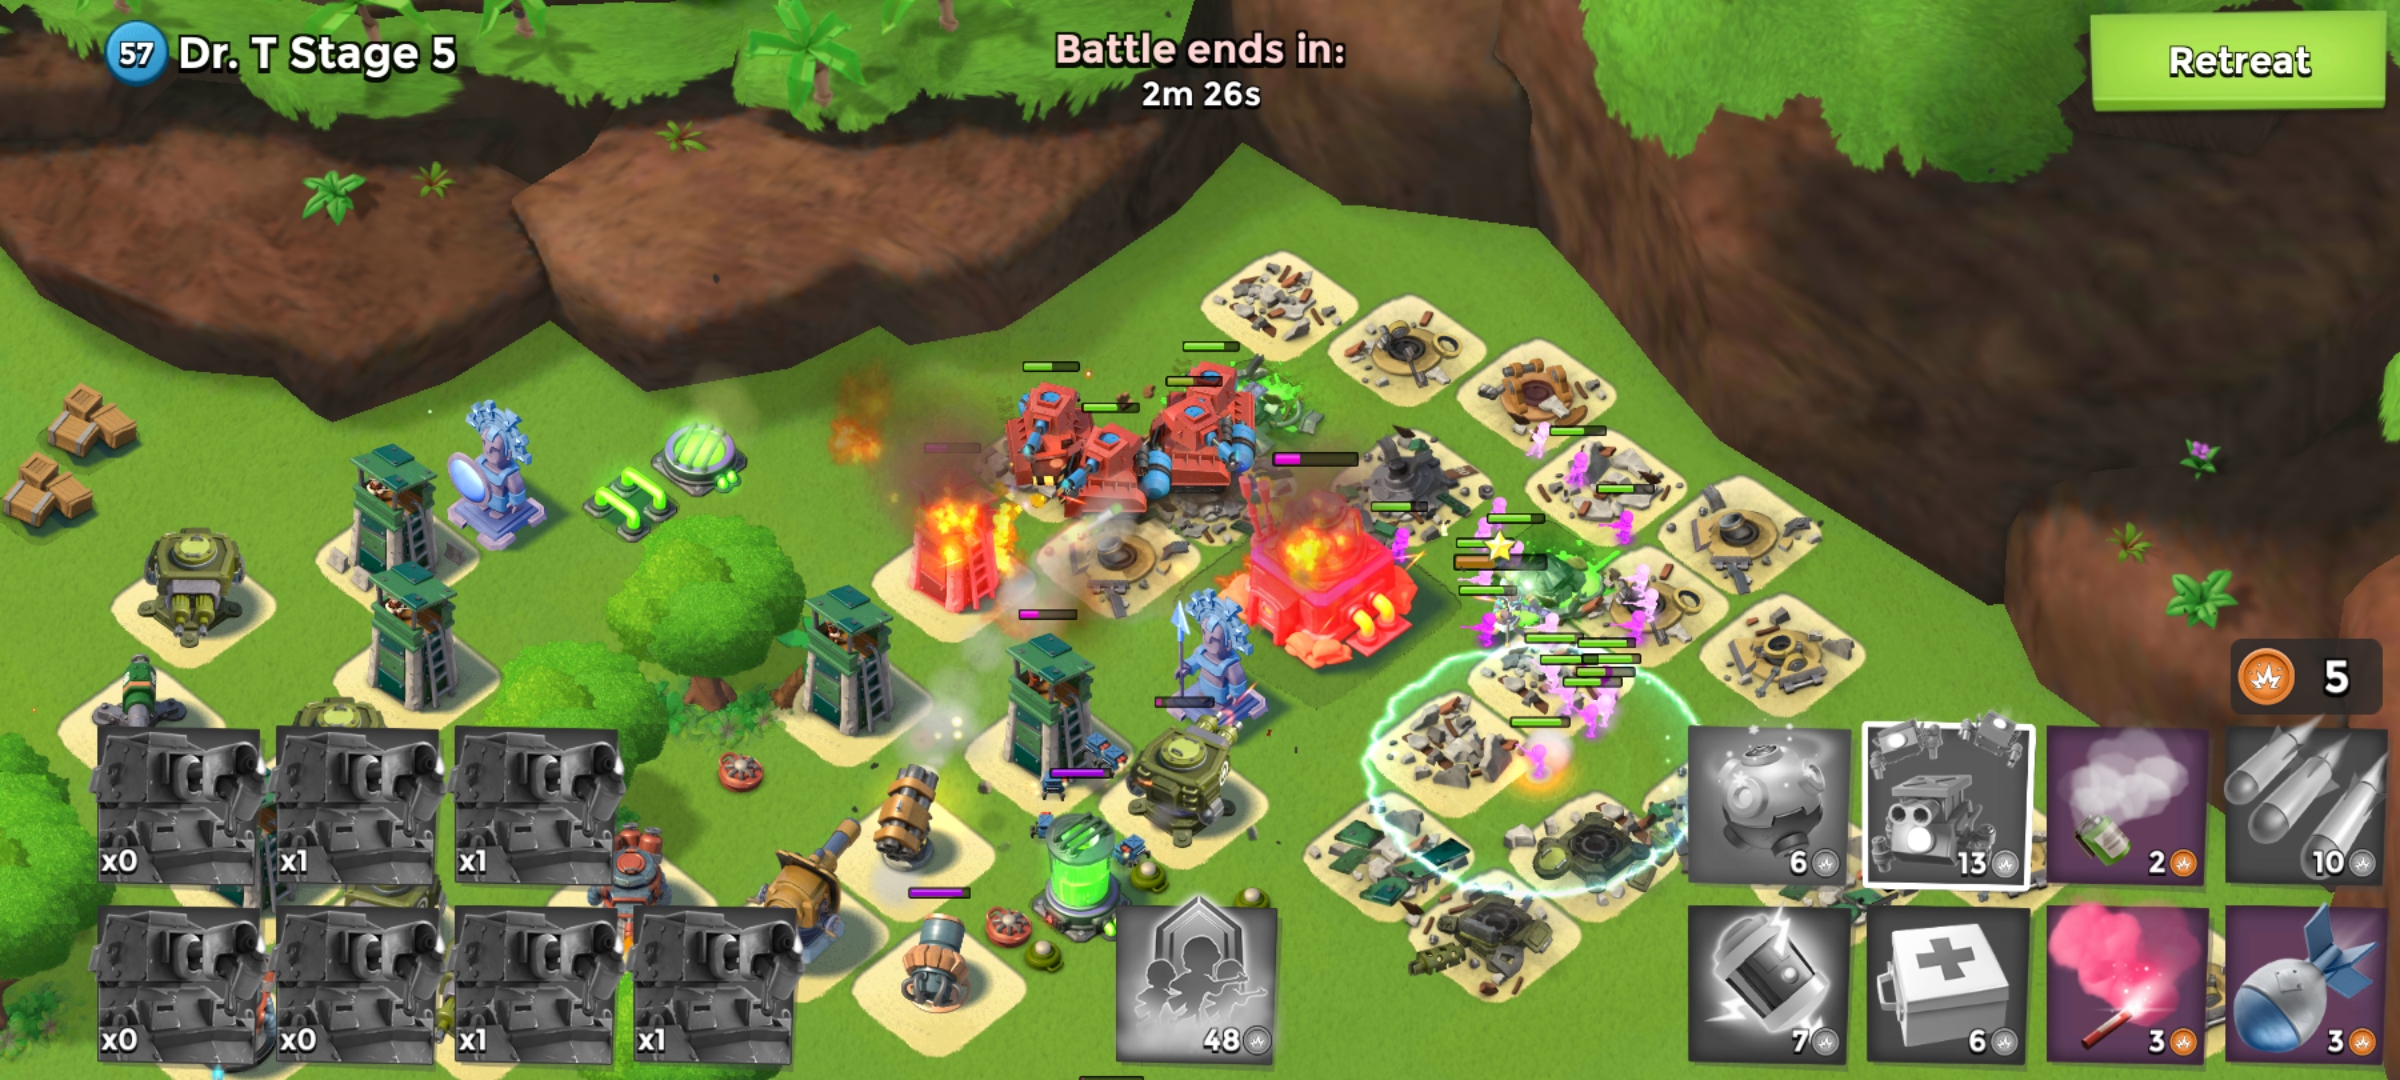 57 Dr. T Stage 5
Battle ends in:
2m 26s
Retreat
5
x0
x1
x1
6
13
2
10
x0
x0
x1
x1
48
7
6
3
3